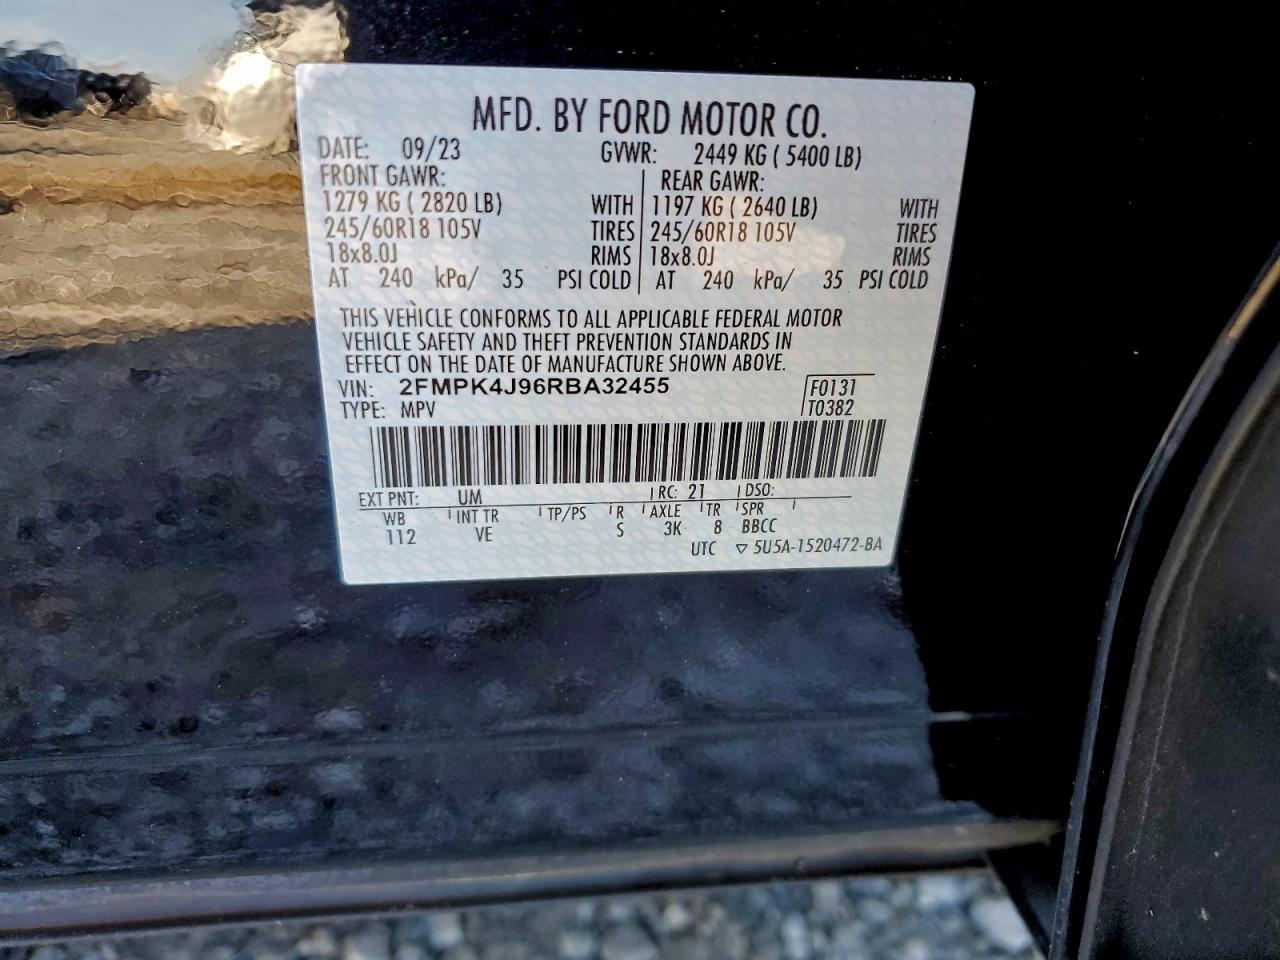 MFD. BY FORD MOTOR CO.
DATE: 09/23 GVWR: 2449 KG ( 5400 LB)
FRONT GAWR: REAR GAWR:
1279 KG ( 2820 LB) WITH 1197 KG ( 2640 LB) WITH
245/60R18 105V TIRES 245/60R18 105V TIRES
18x8.0J RIMS 18x8.0J RIMS
AT 240 kPa/ 35 PSI COLD AT 240 kPa/ 35 PSI COLD
THIS VEHICLE CONFORMS TO ALL APPLICABLE FEDERAL MOTOR
VEHICLE SAFETY AND THEFT PREVENTION STANDARDS IN
EFFECT ON THE DATE OF MANUFACTURE SHOWN ABOVE.
VIN: 2FMPK4J96RBA32455 F0131
TYPE: MPV T0382
EXT PNT: UM RC: 21 DSO:
WB INT TR TP/PS R AXLE TR SPR
112 VE S 3K 8 BBCC
UTC ▽ 5U5A-1520472-BA